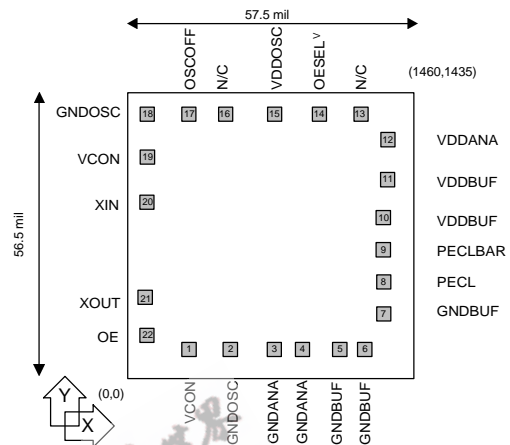 57.5 mil
OSCOFF
N/C
VDDOSC
OESELV
N/C
(1460,1435)
56.5 mil
GNDOSC
18
17
16
15
14
13
12
VDDANA
VCON
19
11
VDDBUF
XIN
20
10
VDDBUF
9
PECLBAR
8
PECL
XOUT
21
7
GNDBUF
OE
22
1
2
3
4
5
6
(0,0)
Y
X
VCON
GNDOSC
GNDANA
GNDANA
GNDBUF
GNDBUF